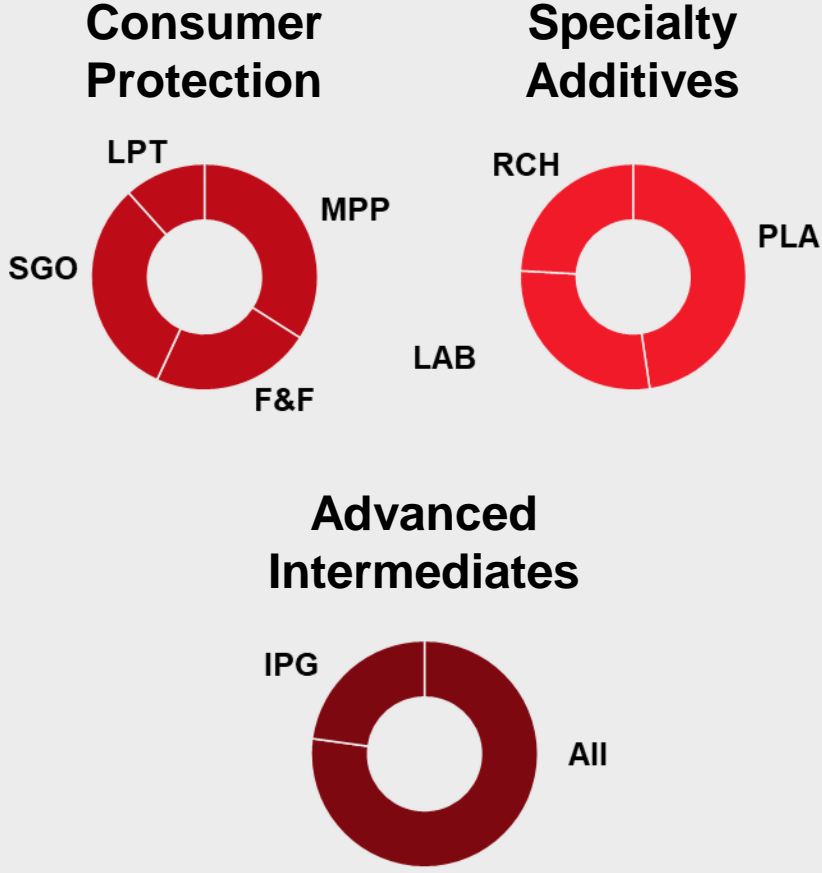 Consumer
Protection
Specialty
Additives
LPT
MPP
SGO
F&F
RCH
PLA
LAB
Advanced
Intermediates
IPG
AII